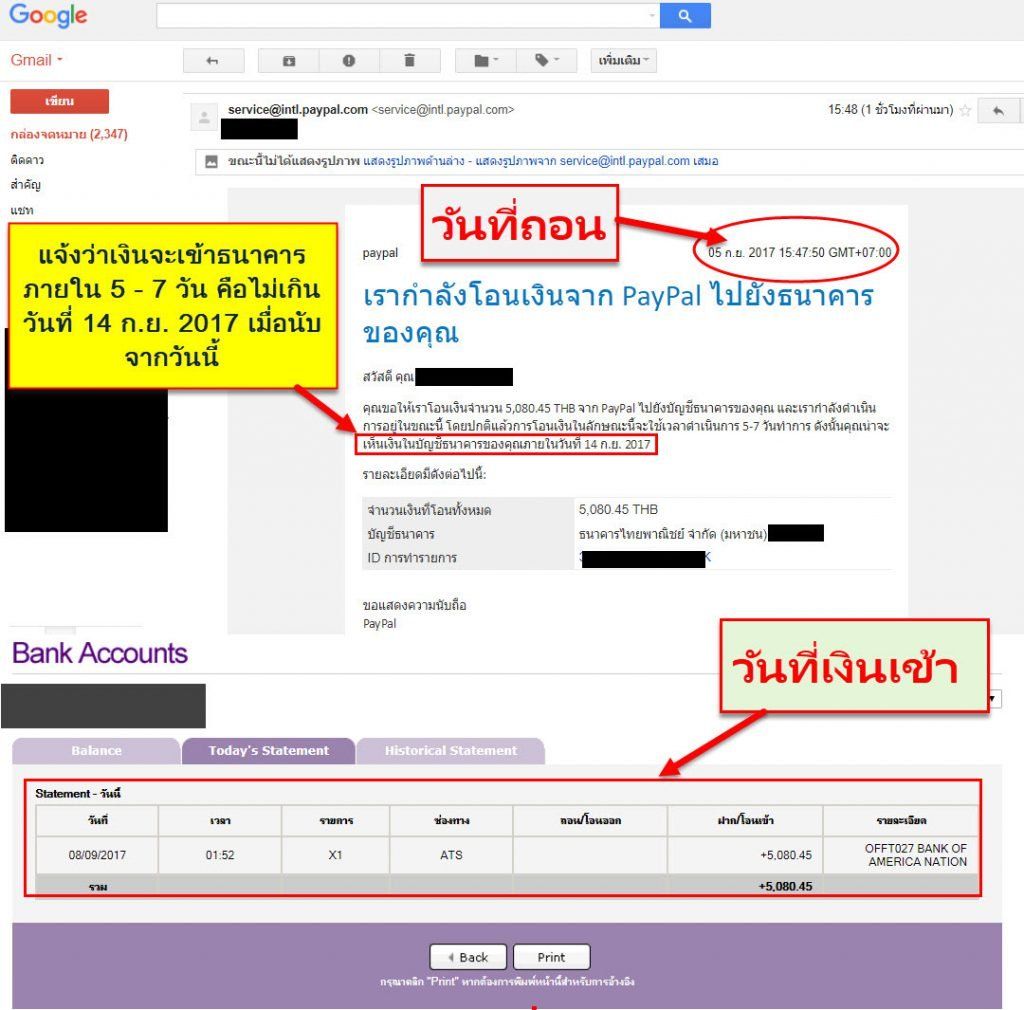 Google
Gmail
เพิ่มเติม
เขียน
กล่องจดหมาย (2,347)
ติดดาว
สำคัญ
แชท
service@intl.paypal.com <service@intl.paypal.com>
15:48 (1 ชั่วโมงที่ผ่านมา)
ขณะนี้ไม่ได้แสดงรูปภาพ แสดงรูปภาพด้านล่าง - แสดงรูปภาพจาก service@intl.paypal.com เสมอ
วันที่ถอน
แจ้งว่าเงินจะเข้าธนาคาร
ภายใน 5 - 7 วัน คือไม่เกิน
วันที่ 14 ก.ย. 2017 เมื่อนับ
จากวันนี้
paypal
05 ก.ย. 2017 15:47:50 GMT+07:00
เรากำลังโอนเงินจาก PayPal ไปยังธนาคาร
ของคุณ
สวัสดี คุณ
คุณขอให้เราโอนเงินจำนวน 5,080.45 THB จาก PayPal ไปยังบัญชีธนาคารของคุณ และเรากำลังดำเนิน
การอยู่ในขณะนี้ โดยปกติแล้วการโอนเงินในลักษณะนี้จะใช้เวลาดำเนินการ 5-7 วันทำการ ดังนั้นคุณน่าจะ
เห็นเงินในบัญชีธนาคารของคุณภายในวันที่ 14 ก.ย. 2017
รายละเอียดมีดังต่อไปนี้:
จำนวนเงินที่โอนทั้งหมด 5,080.45 THB
บัญชีธนาคาร ธนาคารไทยพาณิชย์ จำกัด (มหาชน)
ID การทำรายการ K
ขอแสดงความนับถือ
PayPal
Bank Accounts
วันที่เงินเข้า
Balance Today's Statement Historical Statement
Statement - วันนี้
วันที่ เวลา รายการ ช่องทาง ถอน/โอนออก ฝาก/โอนเข้า รายละเอียด
08/09/2017 01:52 X1 ATS +5,080.45 OFFT027 BANK OF
AMERICA NATION
รวม +5,080.45
Back Print
กรุณาคลิก "Print" หากต้องการพิมพ์หน้านี้สำหรับการอ้างอิง